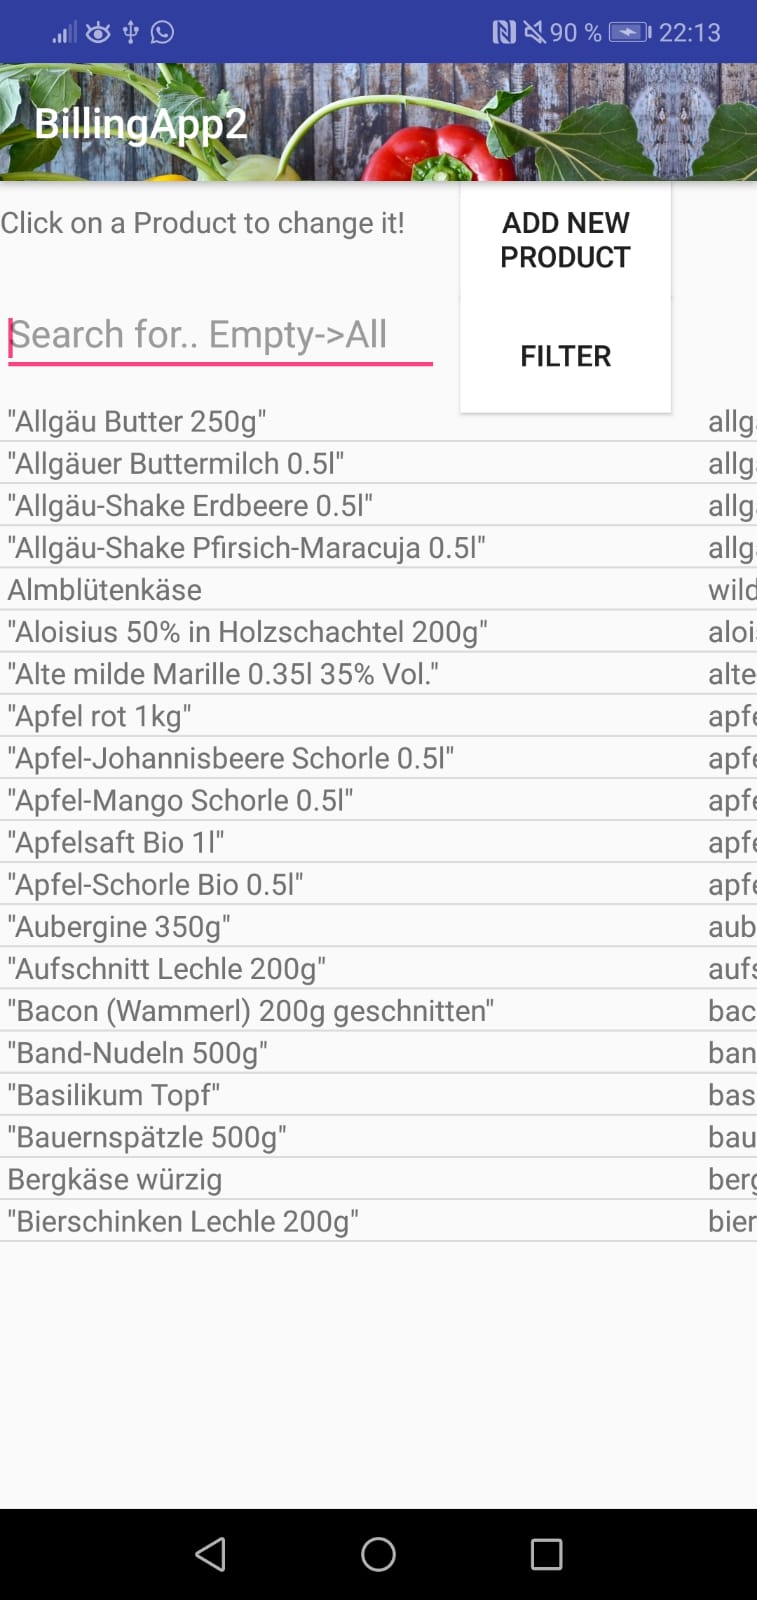 90 % 22:13
BillingApp2
Click on a Product to change it!
ADD NEW
PRODUCT
Search for.. Empty->All
FILTER
"Allgäu Butter 250g" allg
"Allgäuer Buttermilch 0.5l" allg
"Allgäu-Shake Erdbeere 0.5l" allg
"Allgäu-Shake Pfirsich-Maracuja 0.5l" allg
Almblütenkäse wild
"Aloisius 50% in Holzschachtel 200g" alois
"Alte milde Marille 0.35l 35% Vol." alte
"Apfel rot 1kg" apfe
"Apfel-Johannisbeere Schorle 0.5l" apfe
"Apfel-Mango Schorle 0.5l" apfe
"Apfelsaft Bio 1l" apfe
"Apfel-Schorle Bio 0.5l" apfe
"Aubergine 350g" aub
"Aufschnitt Lechle 200g" aufs
"Bacon (Wammerl) 200g geschnitten" bac
"Band-Nudeln 500g" ban
"Basilikum Topf" bas
"Bauernspätzle 500g" bau
Bergkäse würzig berg
"Bierschinken Lechle 200g" bier